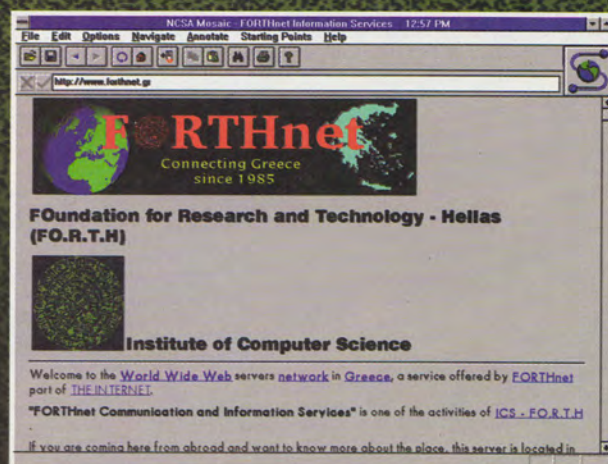 NCSA Mosaic - FORTHnet Information Services 12:57 PM
File Edit Options Navigate Annotate Starting Points Help
http://www.forthnet.gr
FORTHnet
Connecting Greece
since 1985
FOundation for Research and Technology - Hellas
(FO.R.T.H)
Institute of Computer Science
Welcome to the World Wide Web servers network in Greece, a service offered by FORTHnet
part of THE INTERNET.
"FORTHnet Communication and Information Services" is one of the activities of ICS - FO.R.T.H
.
If you are coming here from abroad and want to know more about the place, this server is located in